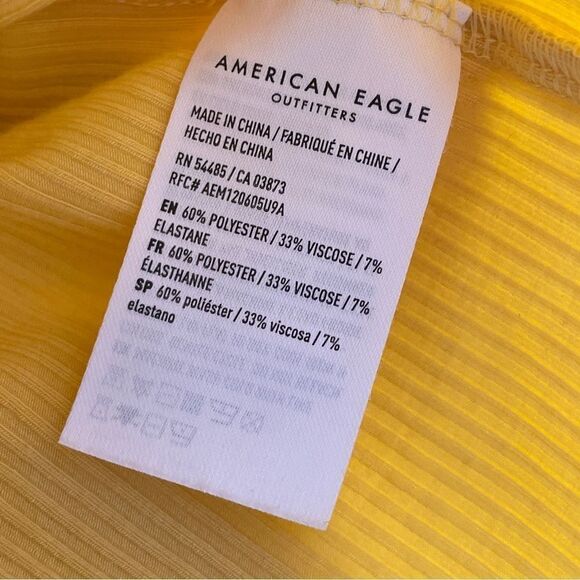 AMERICAN EAGLE
OUTFITTERS
MADE IN CHINA / FABRIQUÉ EN CHINE /
HECHO EN CHINA
RN 54485 / CA 03873
RFC# AEM120605U9A
EN 60% POLYESTER / 33% VISCOSE / 7%
ELASTANE
FR 60% POLYESTER / 33% VISCOSE / 7%
ÉLASTHANNE
SP 60% poliéster / 33% viscosa / 7%
elastano